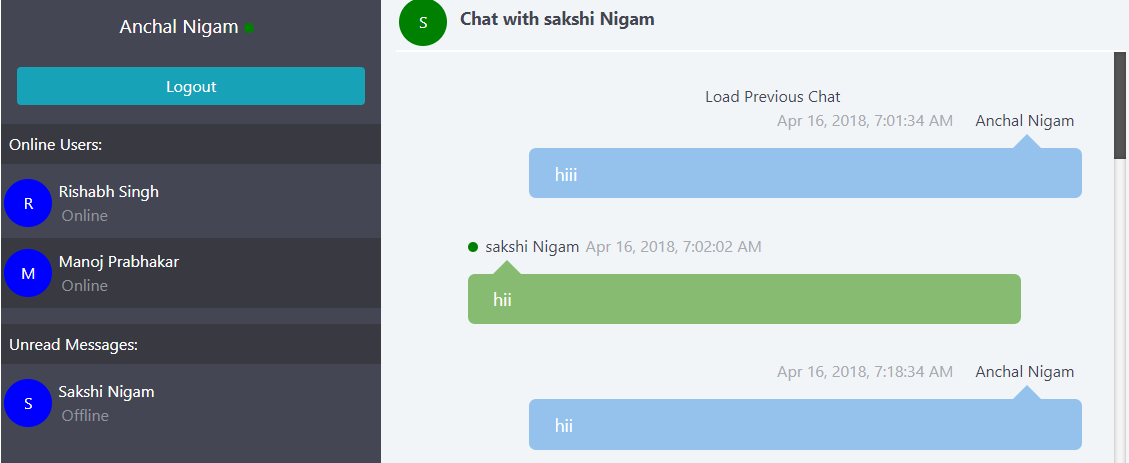 Anchal Nigam
Logout
Online Users:
R
Rishabh Singh
Online
M
Manoj Prabhakar
Online
Unread Messages:
S
Sakshi Nigam
Offline
S
Chat with sakshi Nigam
Load Previous Chat
Apr 16, 2018, 7:01:34 AM Anchal Nigam
hiii
sakshi Nigam Apr 16, 2018, 7:02:02 AM
hii
Apr 16, 2018, 7:18:34 AM Anchal Nigam
hii